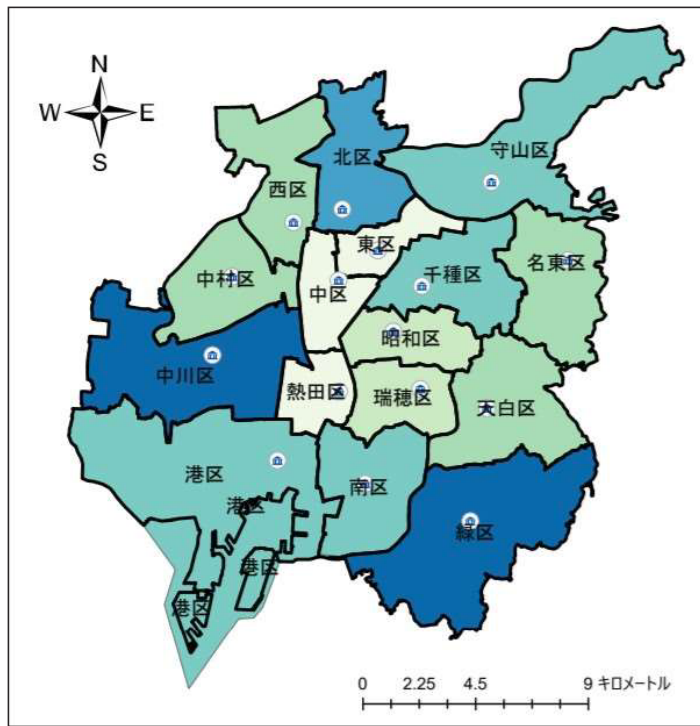 N
W E
S
北区
守山区
西区
東区
名東区
中村区
千種区
中区
昭和区
中川区
熱田区
瑞穂区
天白区
港区
南区
港区
緑区
港区
港区
0 2.25 4.5 9 キロメートル